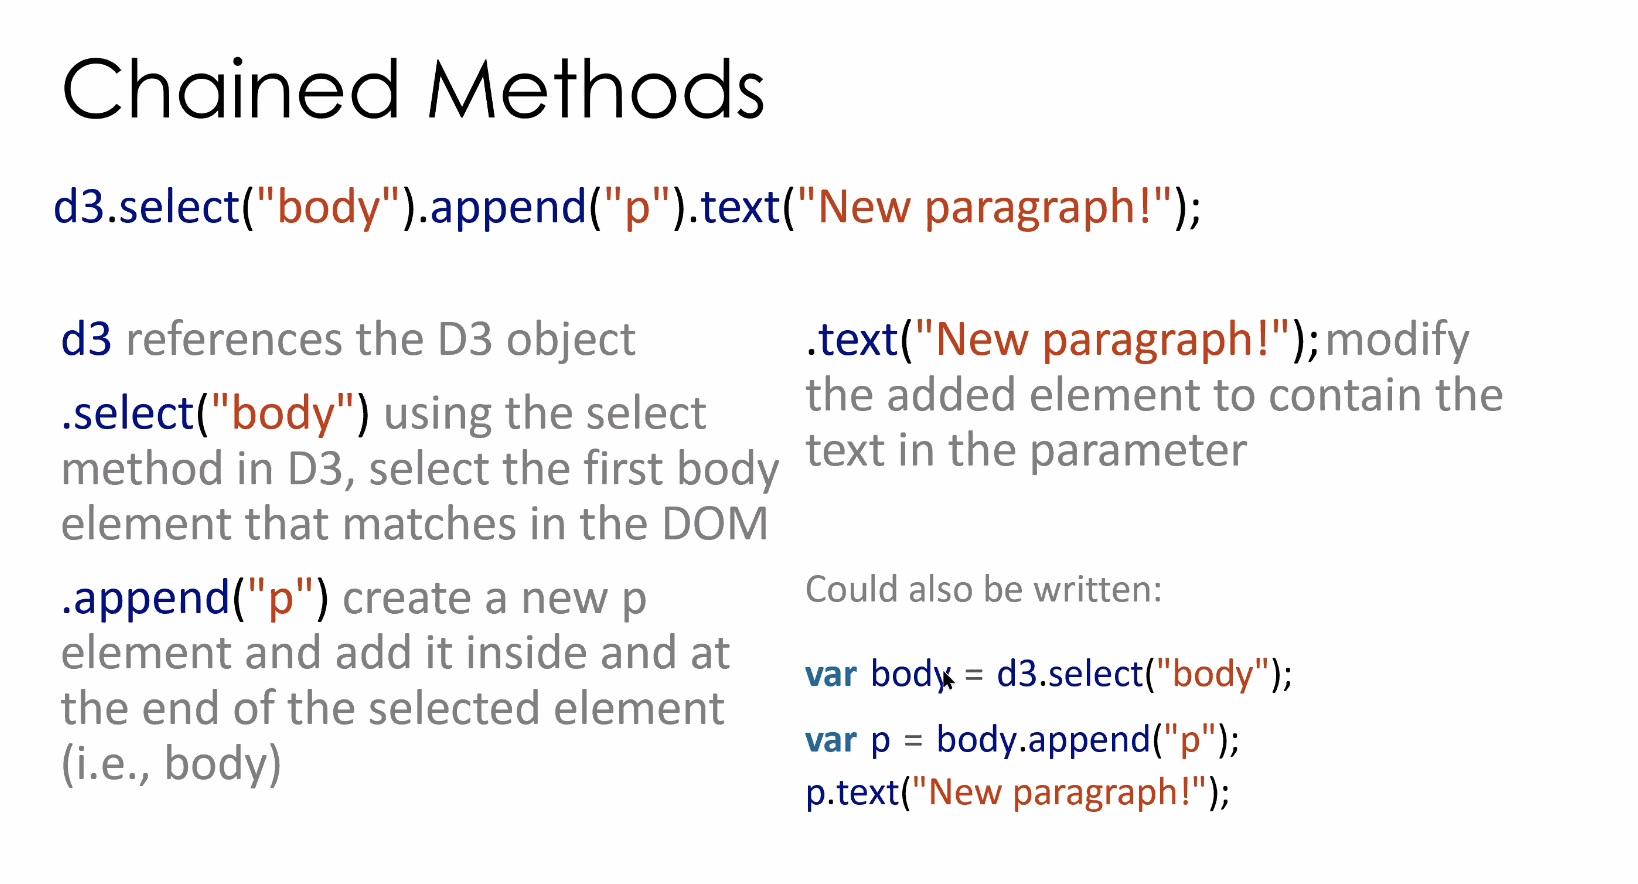 Chained Methods
d3.select("body").append("p").text("New paragraph!");
d3 references the D3 object
.select("body") using the select
method in D3, select the first body
element that matches in the DOM
.append("p") create a new p
element and add it inside and at
the end of the selected element
(i.e., body)
.text("New paragraph!"); modify
the added element to contain the
text in the parameter
Could also be written:
var body = d3.select("body");
var p = body.append("p");
p.text("New paragraph!");